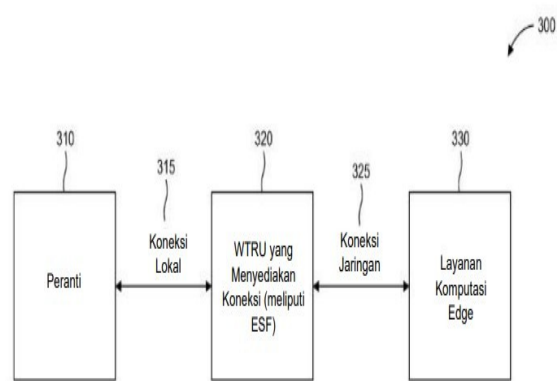 300
310
320
330
315
325
Koneksi
Lokal
Koneksi
Jaringan
Peranti
WTRU yang
Menyediakan
Koneksi (meliputi
ESF)
Layanan
Komputasi
Edge